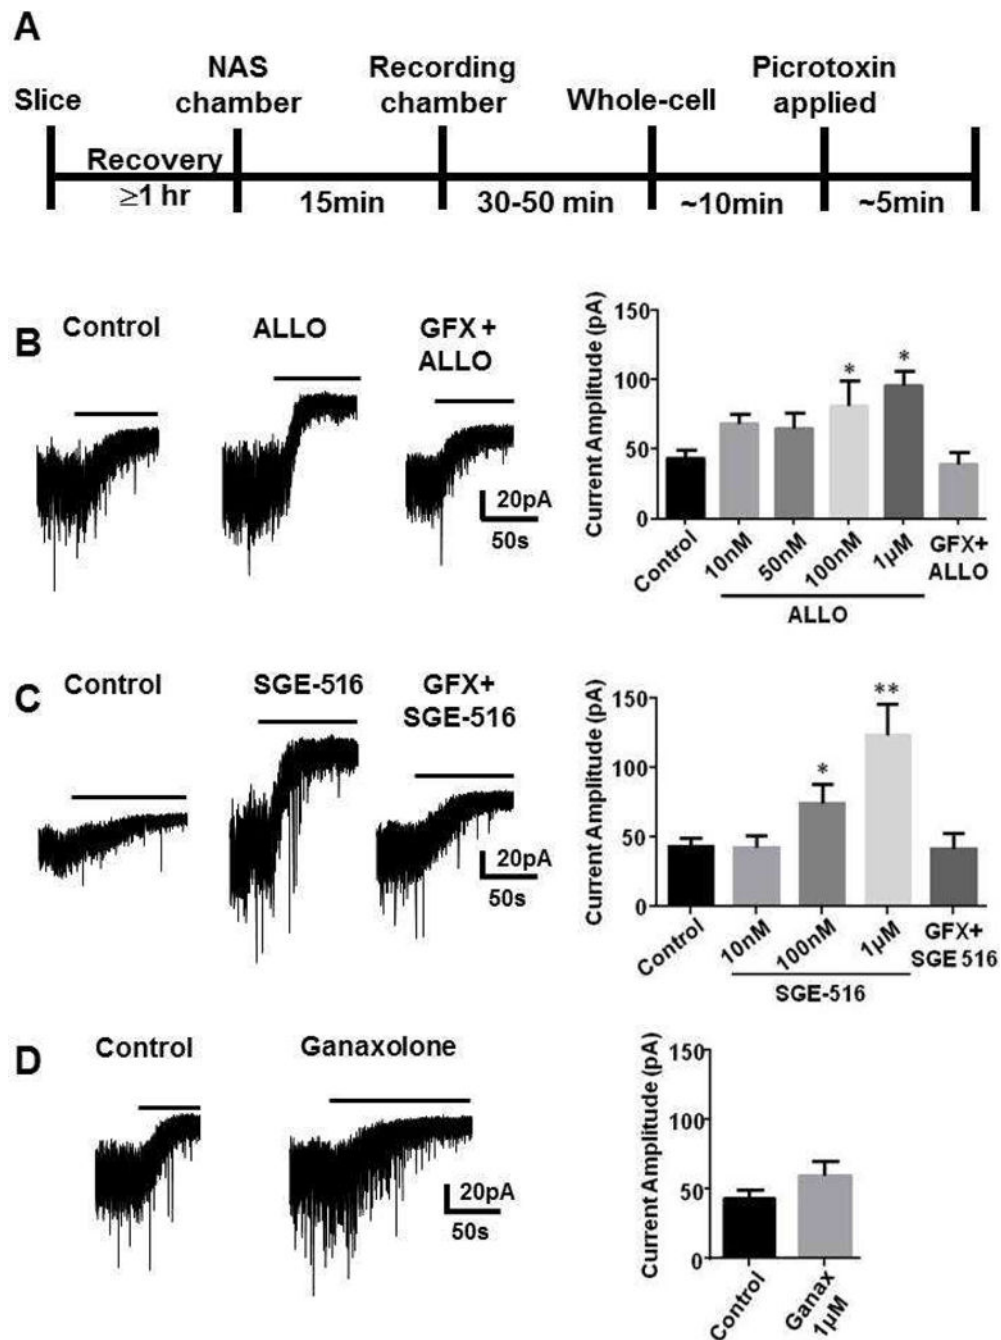 A
Slice
NAS
chamber
Recording
chamber
Whole-cell
Picrotoxin
applied
Recovery
≥1 hr
15min
30-50 min
~10min
~5min
B
Control
ALLO
GFX +
ALLO
20pA
50s
Current Amplitude (pA)
150
100
50
0
*
*
Control
10nM
50nM
100nM
1µM
GFX+
ALLO
ALLO
C
Control
SGE-516
GFX+
SGE-516
20pA
50s
Current Amplitude (pA)
150
100
50
0
*
**
Control
10nM
100nM
1µM
GFX+
SGE 516
SGE-516
D
Control
Ganaxolone
20pA
50s
Current Amplitude (pA)
150
100
50
0
Control
Ganax
1µM